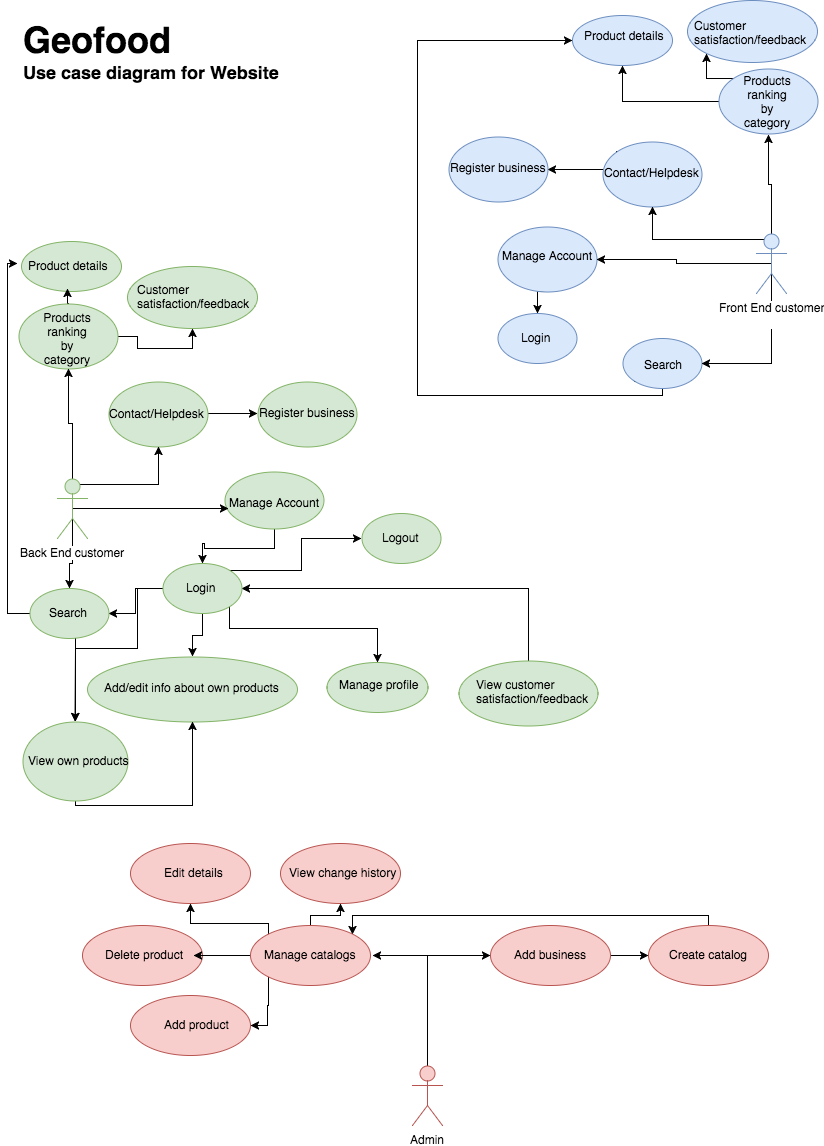 Geofood
Use case diagram for Website
Product details
Customer
satisfaction/feedback
Products
ranking
by
category
Register business
Contact/Helpdesk
Manage Account
Front End customer
Login
Search
Product details
Customer
satisfaction/feedback
Products
ranking
by
category
Contact/Helpdesk
Register business
Manage Account
Back End customer
Logout
Login
Search
Add/edit info about own products
Manage profile
View customer
satisfaction/feedback
View own products
Edit details
View change history
Delete product
Manage catalogs
Add business
Create catalog
Add product
Admin